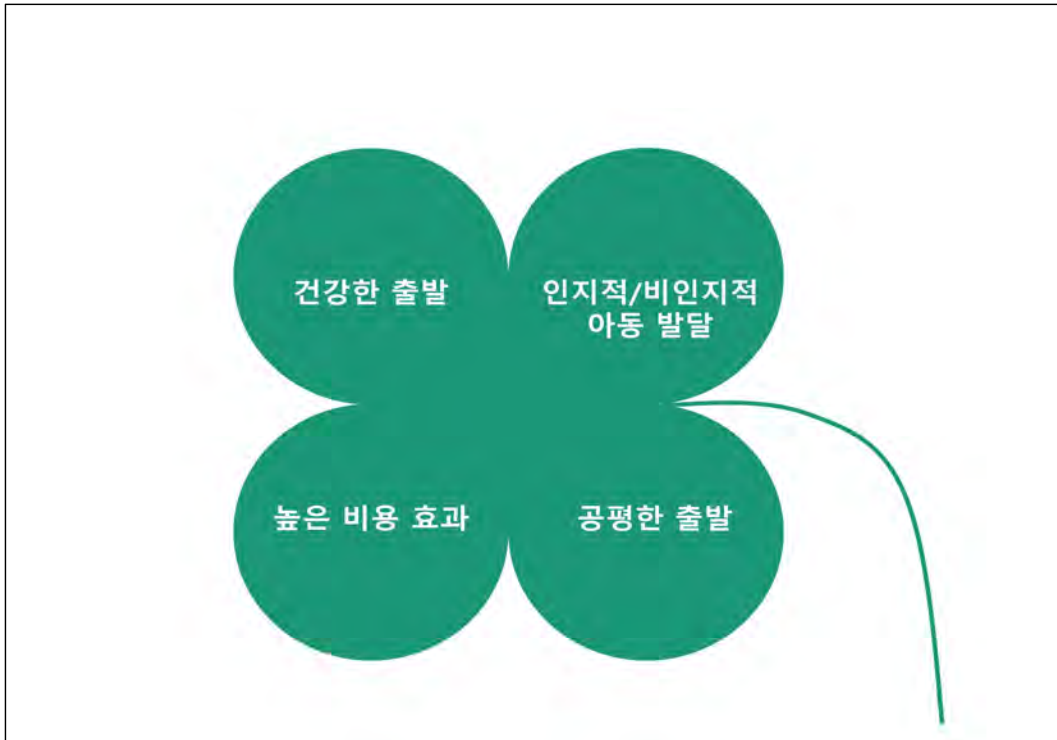 건강한 출발
인지적/비인지적
아동 발달
높은 비용 효과
공평한 출발